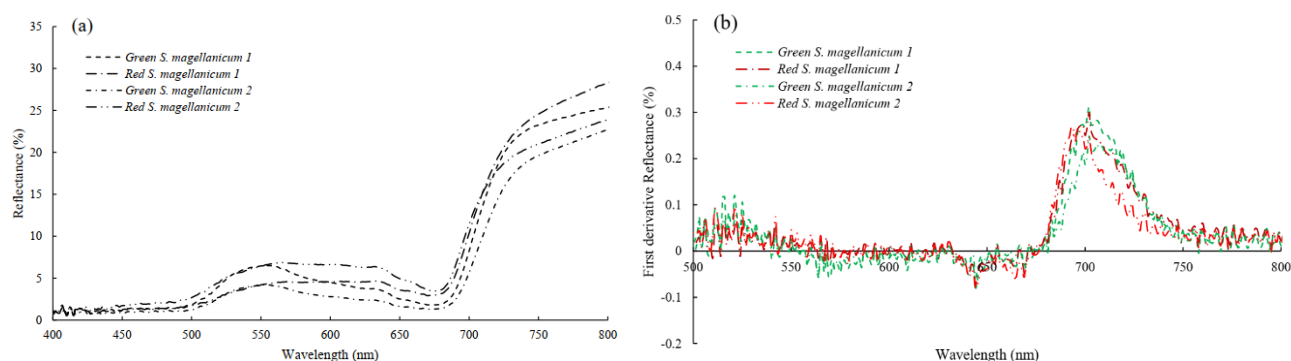 (a)
Green S. magellanicum 1
Red S. magellanicum 1
Green S. magellanicum 2
Red S. magellanicum 2
Reflectance (%)
35
30
25
20
15
10
5
0
400 450 500 550 600 650 700 750 800
Wavelength (nm)
(b)
Green S. magellanicum 1
Red S. magellanicum 1
Green S. magellanicum 2
Red S. magellanicum 2
First derivative Reflectance (%)
0.5
0.4
0.3
0.2
0.1
0
-0.1
-0.2
500 550 600 650 700 750 800
Wavelength (nm)